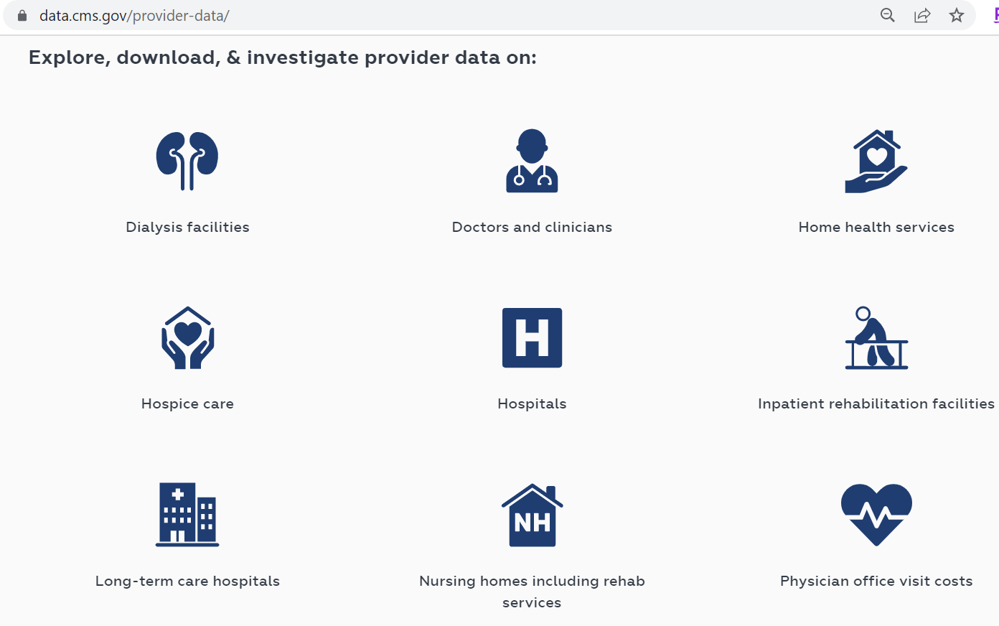 data.cms.gov/provider-data/
Explore, download, & investigate provider data on:
Dialysis facilities
Doctors and clinicians
Home health services
Hospice care
H
Hospitals
Inpatient rehabilitation facilities
Long-term care hospitals
NH
Nursing homes including rehab
services
Physician office visit costs